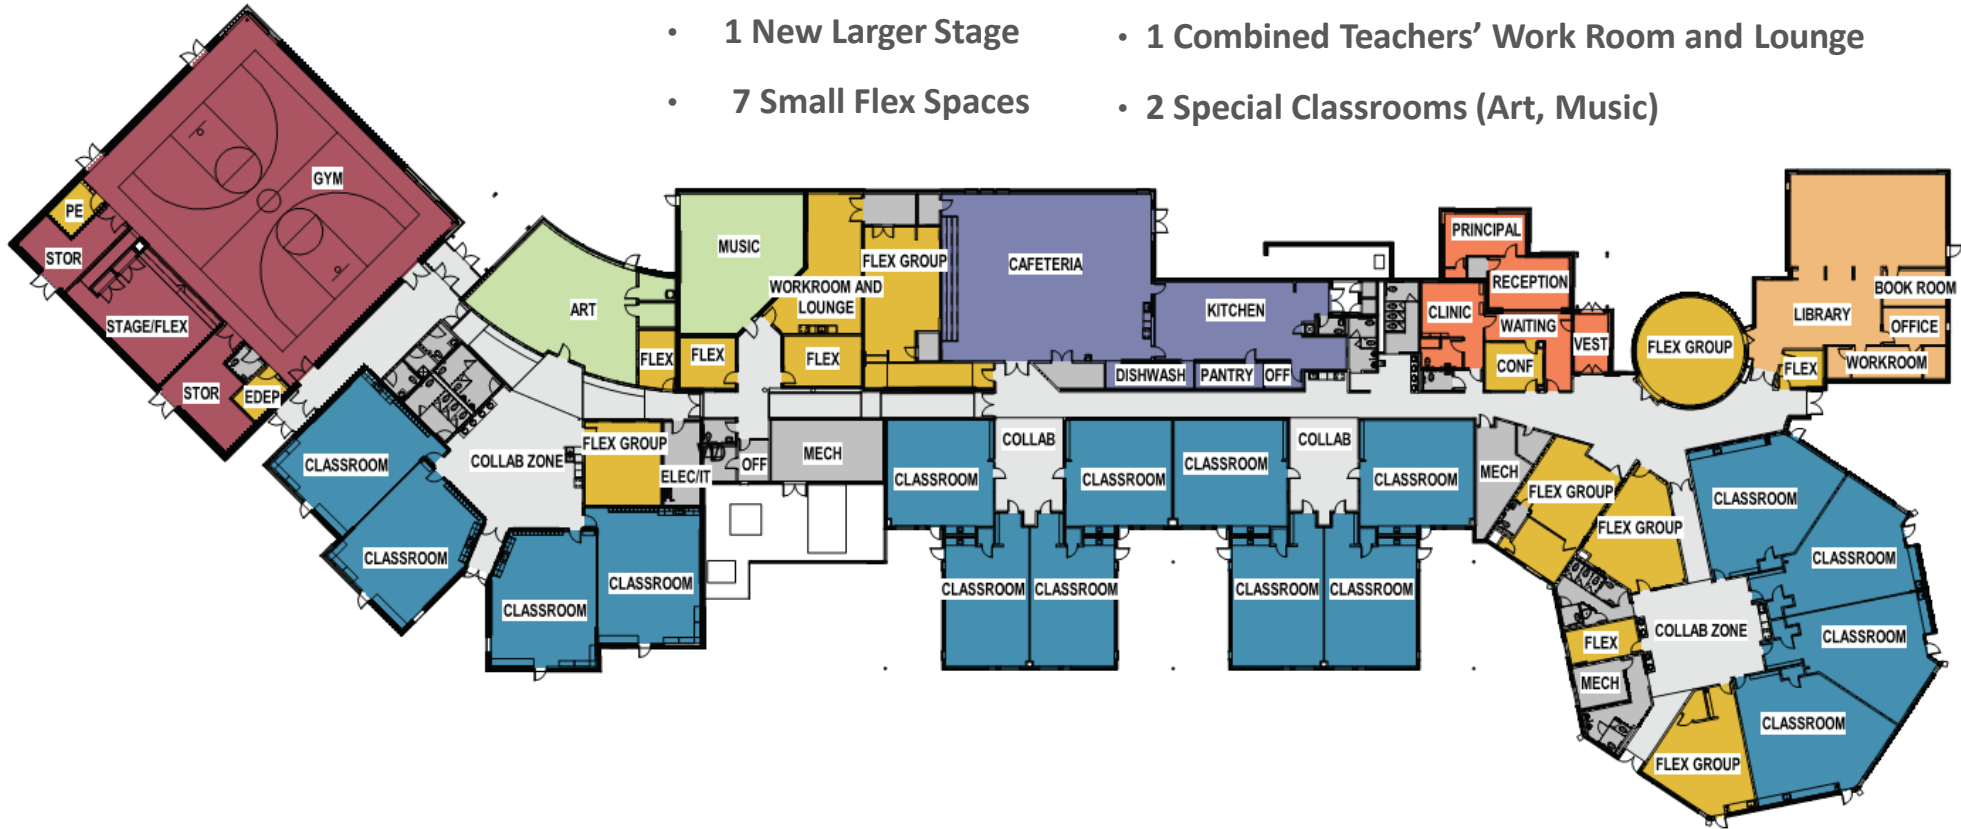 • 1 New Larger Stage
• 1 Combined Teachers’ Work Room and Lounge
• 7 Small Flex Spaces
• 2 Special Classrooms (Art, Music)
GYM
PE
STOR
STAGE/FLEX
STOR
EDEP
ART
FLEX
MUSIC
FLEX
WORKROOM AND
LOUNGE
FLEX
FLEX GROUP
CAFETERIA
KITCHEN
DISHWASH
PANTRY
OFF
PRINCIPAL
RECEPTION
CLINIC
WAITING
CONF
VEST
FLEX GROUP
LIBRARY
BOOK ROOM
OFFICE
WORKROOM
FLEX
CLASSROOM
CLASSROOM
COLLAB ZONE
FLEX GROUP
ELEC/IT
OFF
MECH
CLASSROOM
CLASSROOM
CLASSROOM
COLLAB
CLASSROOM
CLASSROOM
COLLAB
CLASSROOM
CLASSROOM
CLASSROOM
CLASSROOM
CLASSROOM
MECH
FLEX GROUP
FLEX GROUP
CLASSROOM
CLASSROOM
CLASSROOM
COLLAB ZONE
FLEX
MECH
CLASSROOM
FLEX GROUP